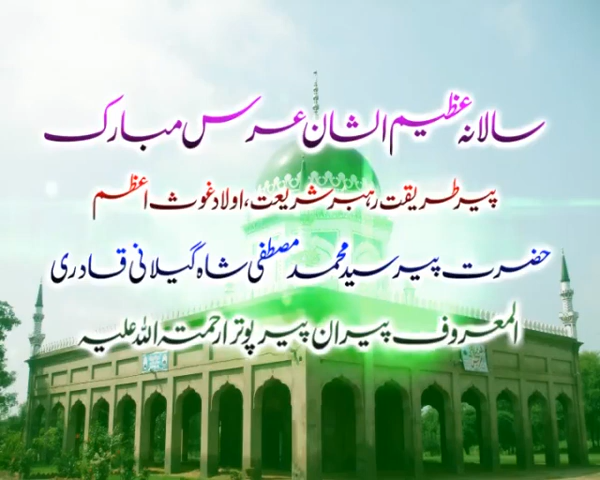 سالانہ عظیم الشان عرس مبارک
پیر طریقت رہبر شریعت، اولاد غوث اعظم
حضرت پیر سید محمد مصطفی شاہ گیلانی قادری
المعروف پیران پیر پوترا رحمتہ اللہ علیہ